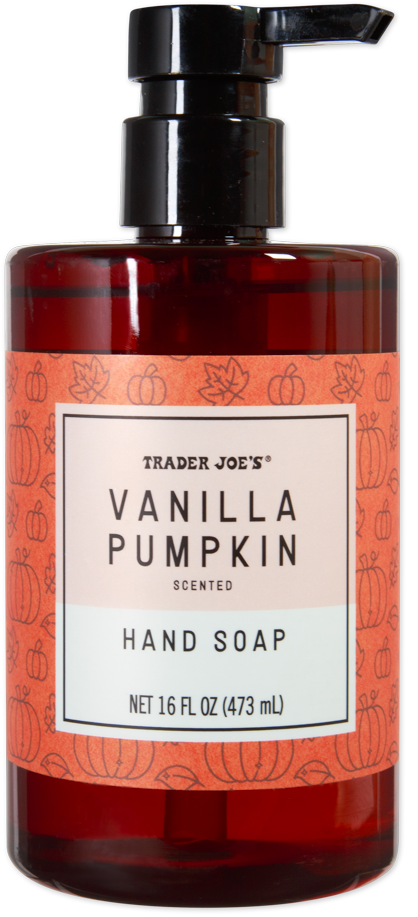 TRADER JOE'S®
VANILLA
PUMPKIN
SCENTED
HAND SOAP
NET 16 FL OZ (473 mL)